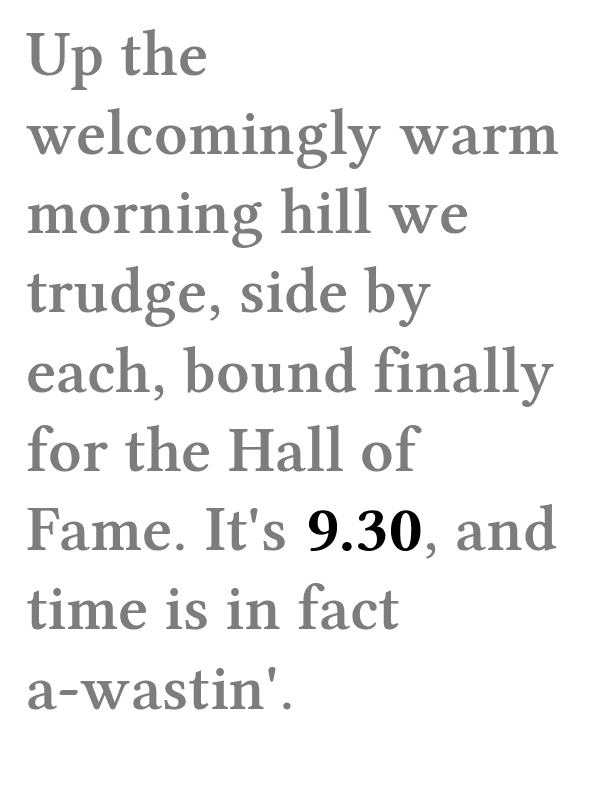 Up the
welcomingly warm
morning hill we
trudge, side by
each, bound finally
for the Hall of
Fame. It's 9.30, and
time is in fact
a-wastin'.